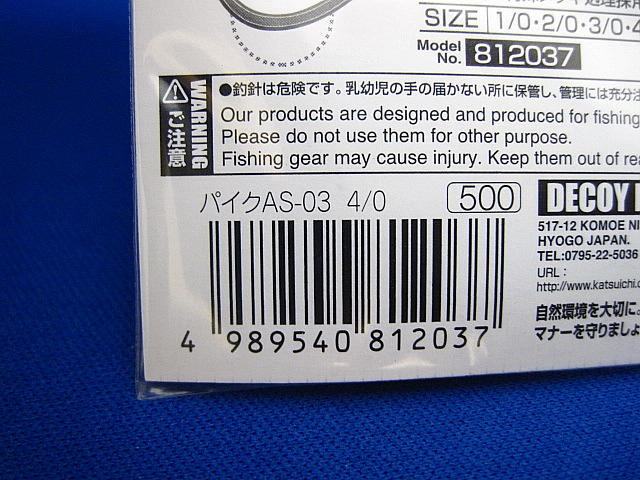 SIZE 1/0・2/0・3/0・4
Model No. 812037
WARNING
ご注意
●釣針は危険です。乳幼児の手の届かない所に保管し、管理には充分注
Our products are designed and produced for fishing
Please do not use them for other purpose.
Fishing gear may cause injury. Keep them out of rea
パイクAS-03 4/0
500
DECOY
517-12 KOMOE NI
HYOGO JAPAN.
TEL:0795-22-5036
URL :
http://www.katsuichi.c
自然環境を大切に。
マナーを守りましょ
4 989540 812037